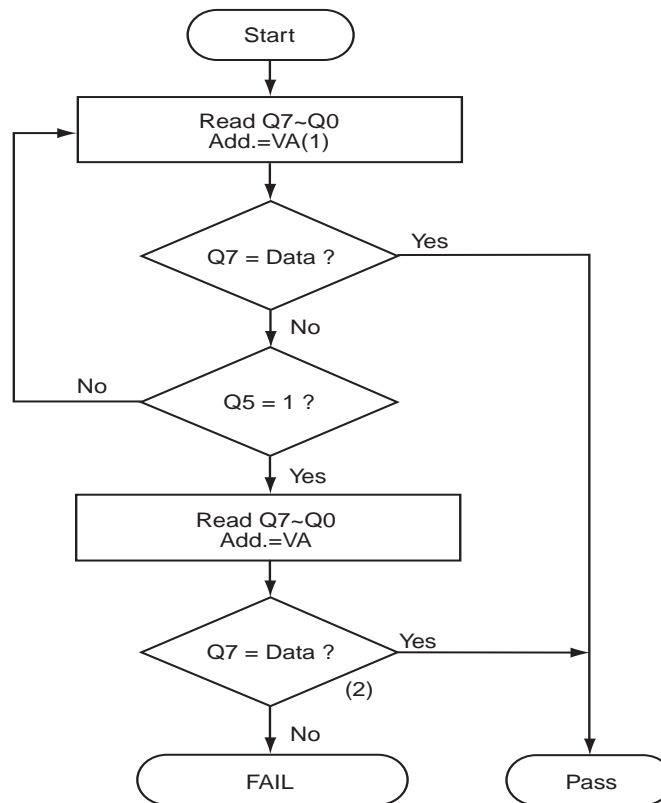 Start
Read Q7~Q0
Add.=VA(1)
Q7 = Data ?
Yes
No
No
Q5 = 1 ?
Yes
Read Q7~Q0
Add.=VA
Q7 = Data ?
Yes
(2)
No
FAIL
Pass